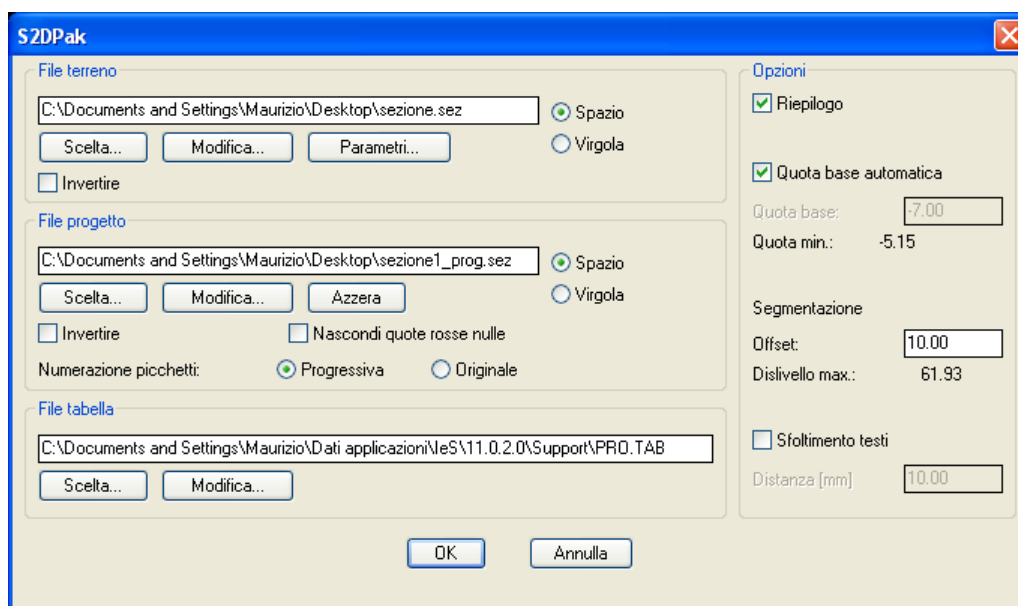 S2DPak
File terreno
C:\Documents and Settings\Maurizio\Desktop\sezione.sez
Spazio
Virgola
Scelta...
Modifica...
Parametri...
Invertire
File progetto
C:\Documents and Settings\Maurizio\Desktop\sezione1_prog.sez
Spazio
Virgola
Scelta...
Modifica...
Azzera
Invertire
Nascondi quote rosse nulle
Numerazione picchetti:
Progressiva
Originale
File tabella
C:\Documents and Settings\Maurizio\Dati applicazioni\IeS\11.0.2.0\Support\PRO.TAB
Scelta...
Modifica...
Opzioni
Riepilogo
Quota base automatica
Quota base: -7.00
Quota min.: -5.15
Segmentazione
Offset: 10.00
Dislivello max.: 61.93
Sfoltimento testi
Distanza [mm] 10.00
OK
Annulla